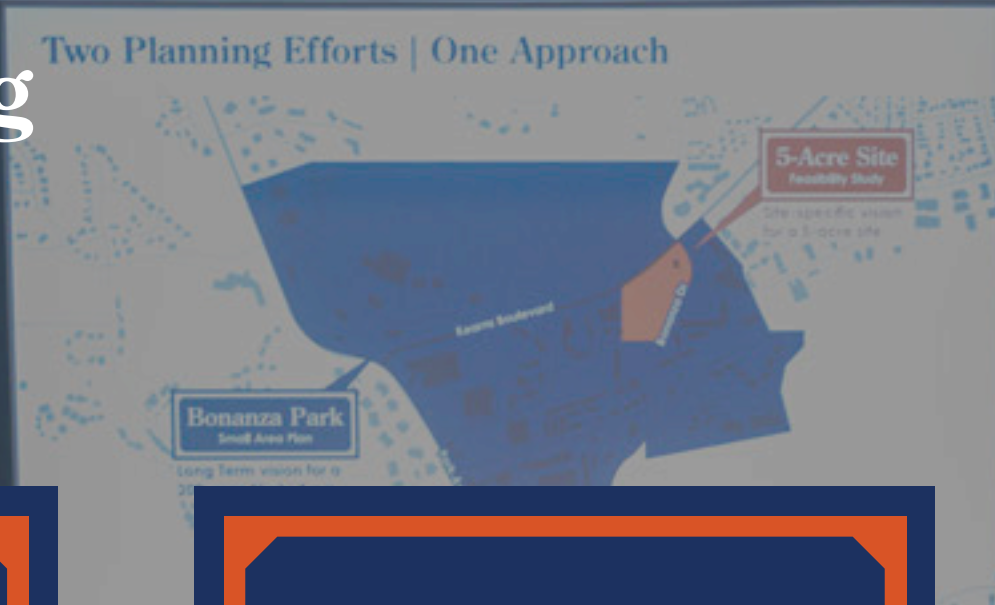 Two Planning Efforts | One Approach
g
5-Acre Site
Feasibility Study
Site-specific vision
for a 5-acre site
Kearns Boulevard
Bonanza Dr
Bonanza Park
Small Area Plan
Long Term vision for a